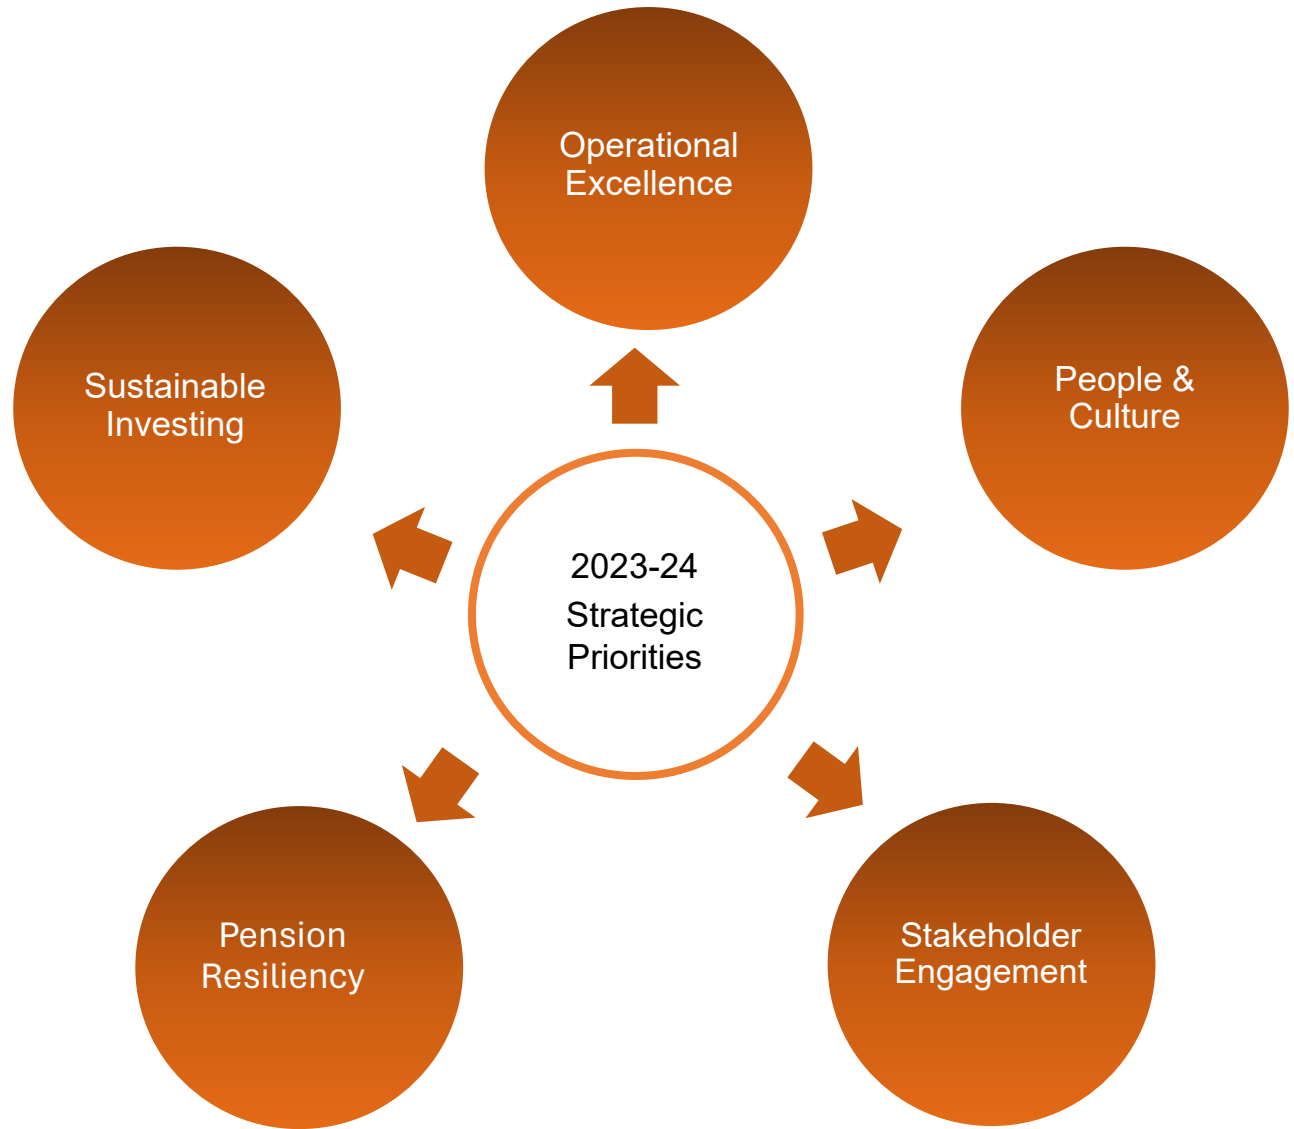 Operational
Excellence
Sustainable
Investing
People &
Culture
2023-24
Strategic
Priorities
Pension
Resiliency
Stakeholder
Engagement